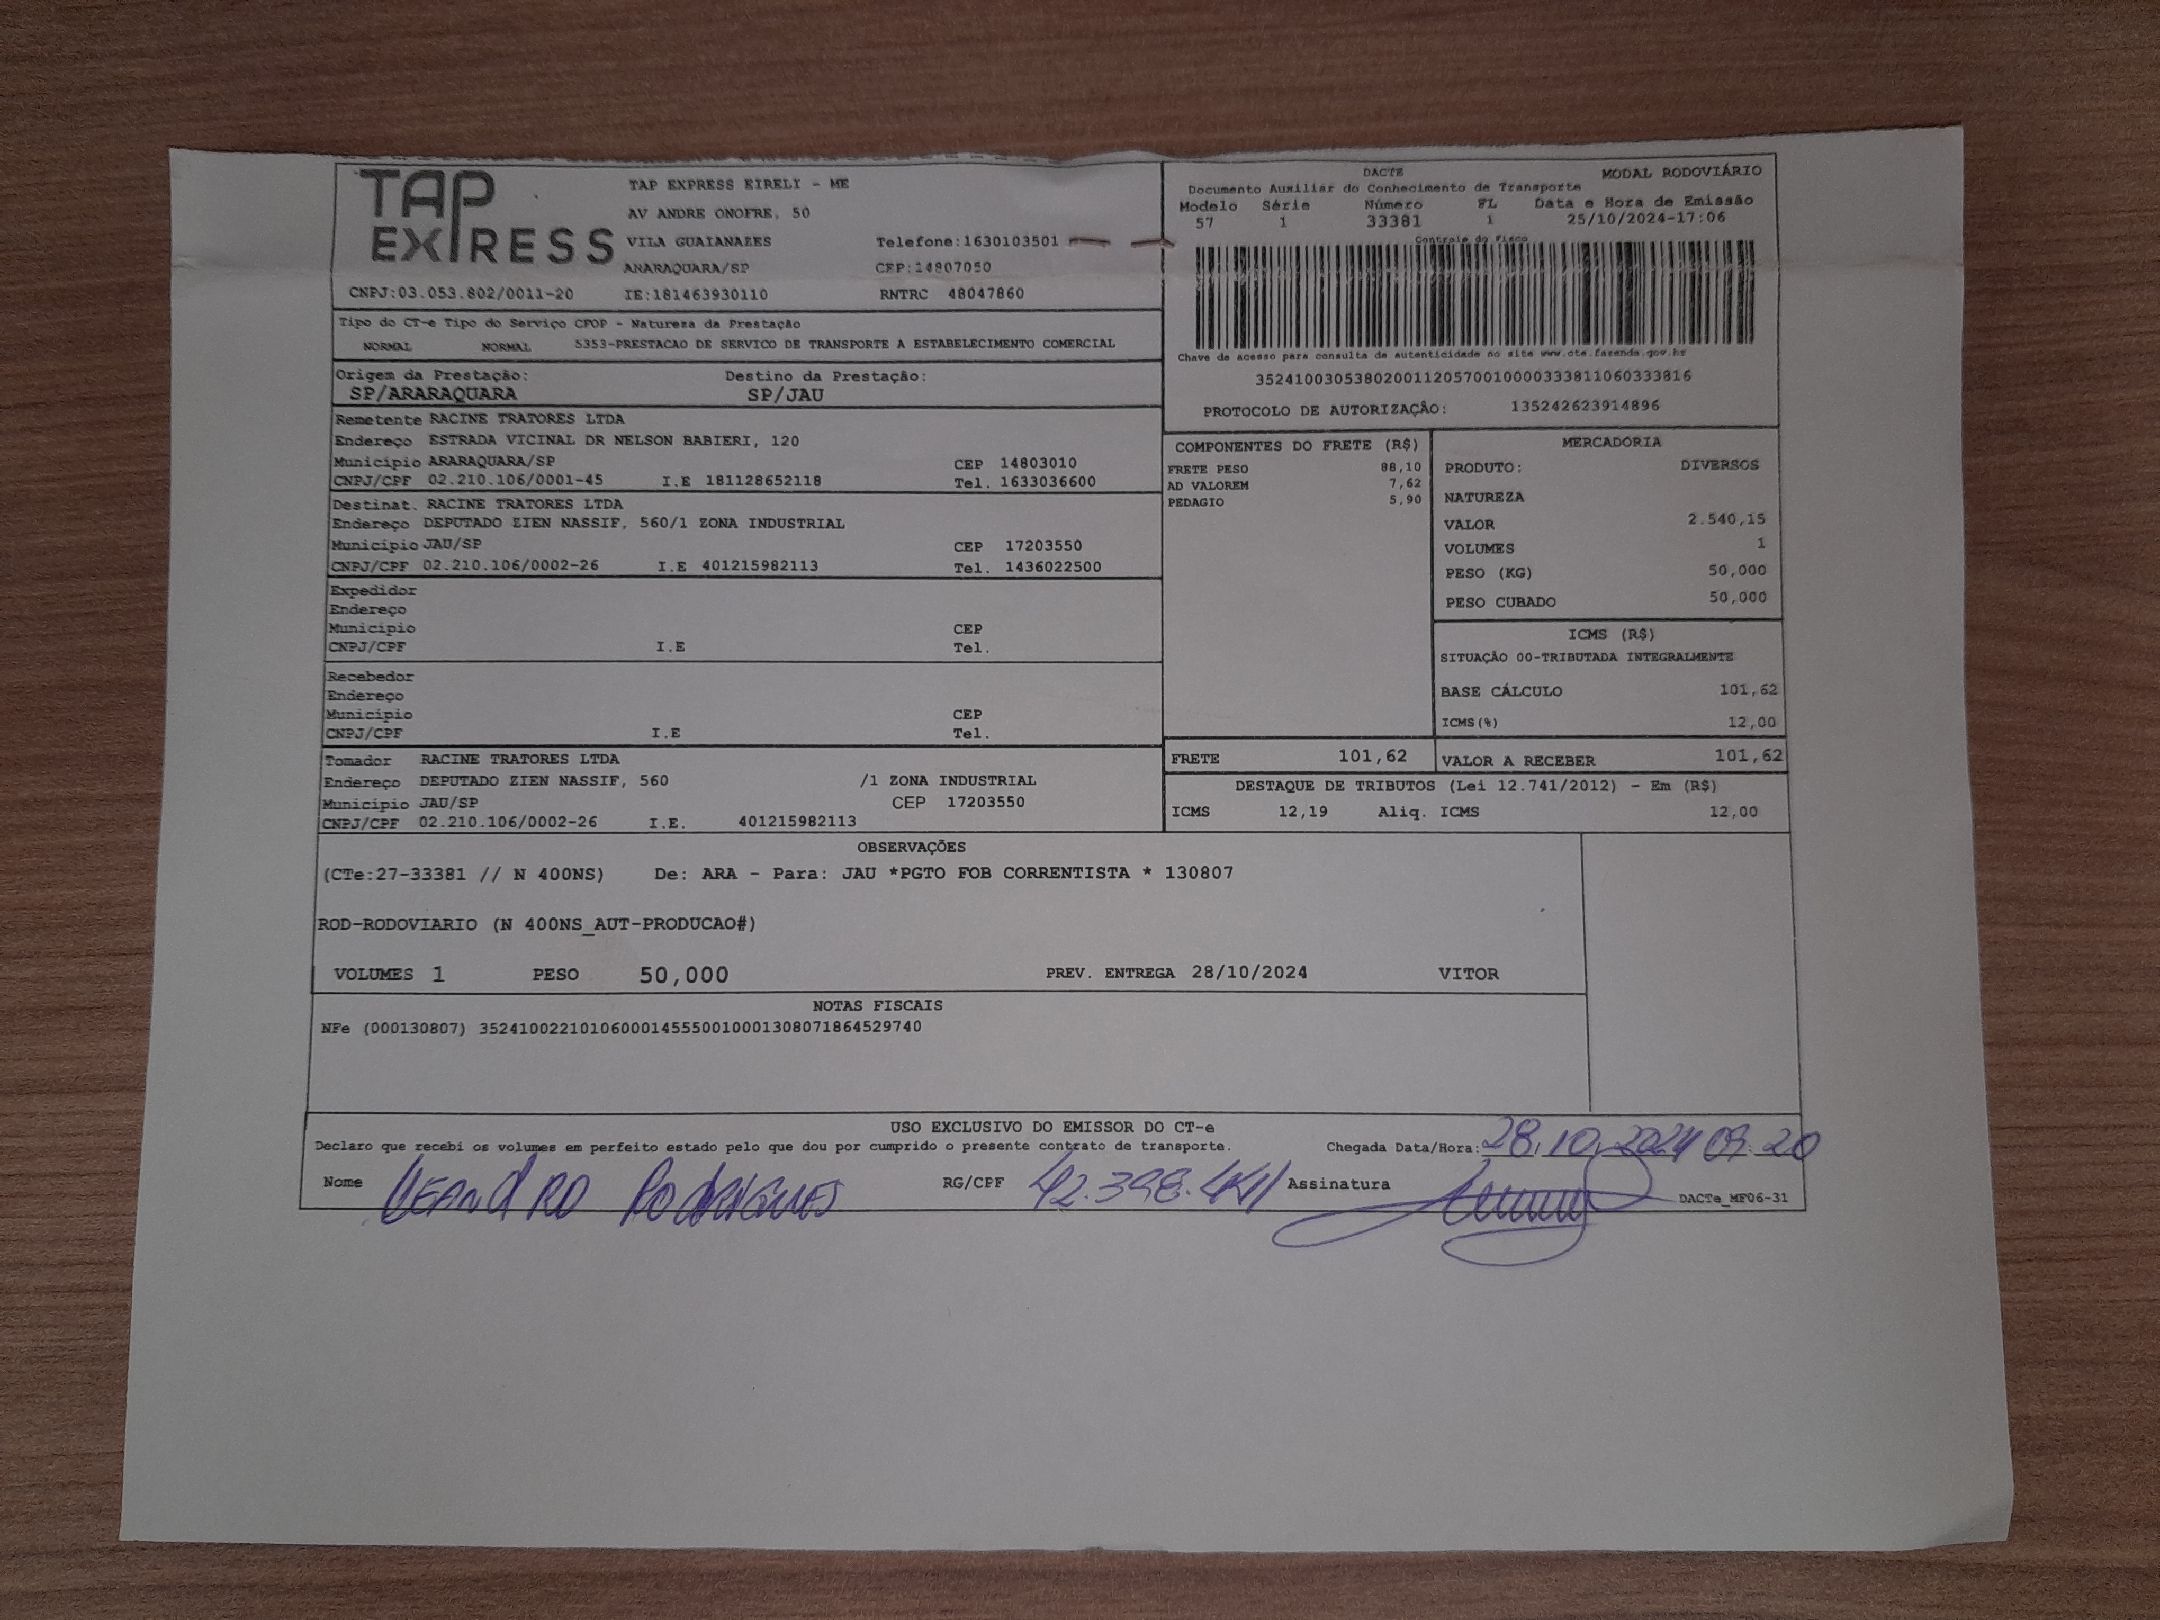 TAP EXPRESS
TAP EXPRESS EIRELI - ME
AV ANDRE ONOFRE, 50
VILA GUAIANAZES Telefone:1630103501
ARARAQUARA/SP CEP:14807050
CNPJ:03.053.802/0011-20 IE:181463930110 RNTRC 48047860
DACTE MODAL RODOVIÁRIO
Documento Auxiliar do Conhecimento de Transporte
Modelo Série Número FL Data e Hora de Emissão
57 1 33381 1 25/10/2024-17:06
Controle do Fisco
Chave de acesso para consulta de autenticidade no site www.cte.fazenda.gov.br
35241003053802001120570010000333811060333816
PROTOCOLO DE AUTORIZAÇÃO: 135242623914896
Tipo do CT-e Tipo do Serviço CFOP - Natureza da Prestação
NORMAL NORMAL 5353-PRESTACAO DE SERVICO DE TRANSPORTE A ESTABELECIMENTO COMERCIAL
Origem da Prestação: Destino da Prestação:
SP/ARARAQUARA SP/JAU
Remetente RACINE TRATORES LTDA
Endereço ESTRADA VICINAL DR NELSON BABIERI, 120
Município ARARAQUARA/SP CEP 14803010
CNPJ/CPF 02.210.106/0001-45 I.E 181128652118 Tel. 1633036600
Destinat. RACINE TRATORES LTDA
Endereço DEPUTADO ZIEN NASSIF, 560/1 ZONA INDUSTRIAL
Município JAU/SP CEP 17203550
CNPJ/CPF 02.210.106/0002-26 I.E 401215982113 Tel. 1436022500
Expedidor
Endereço
Município CEP
CNPJ/CPF I.E Tel.
Recebedor
Endereço
Município CEP
CNPJ/CPF I.E Tel.
Tomador RACINE TRATORES LTDA
Endereço DEPUTADO ZIEN NASSIF, 560 /1 ZONA INDUSTRIAL
Município JAU/SP CEP 17203550
CNPJ/CPF 02.210.106/0002-26 I.E. 401215982113
COMPONENTES DO FRETE (R$)
FRETE PESO 88,10
AD VALOREM 7,62
PEDAGIO 5,90
MERCADORIA
PRODUTO: DIVERSOS
NATUREZA
VALOR 2.540,15
VOLUMES 1
PESO (KG) 50,000
PESO CUBADO 50,000
ICMS (R$)
SITUAÇÃO 00-TRIBUTADA INTEGRALMENTE
BASE CÁLCULO 101,62
ICMS(%) 12,00
FRETE 101,62 VALOR A RECEBER 101,62
DESTAQUE DE TRIBUTOS (Lei 12.741/2012) - Em (R$)
ICMS 12,19 Aliq. ICMS 12,00
OBSERVAÇÕES
(CTe:27-33381 // N 400NS) De: ARA - Para: JAU *PGTO FOB CORRENTISTA * 130807
ROD-RODOVIARIO (N 400NS_AUT-PRODUCAO#)
VOLUMES 1 PESO 50,000 PREV. ENTREGA 28/10/2024 VITOR
NOTAS FISCAIS
NFe (000130807) 35241002210106000145550010001308071864529740
USO EXCLUSIVO DO EMISSOR DO CT-e
Declaro que recebi os volumes em perfeito estado pelo que dou por cumprido o presente contrato de transporte. Chegada Data/Hora: 28.10.2024 09:20
Nome LEANDRO RODRIGUES RG/CPF 42.398.441 Assinatura
DACTe_MF06-31